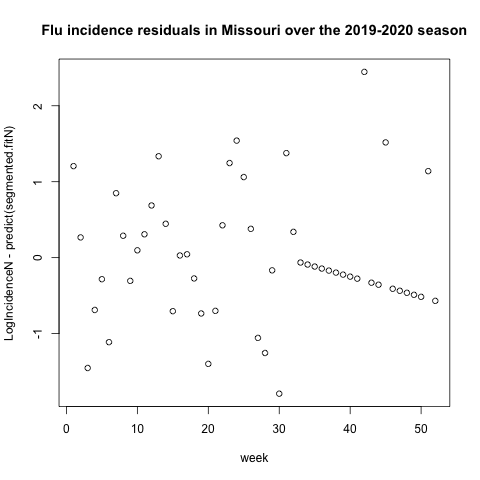 Flu incidence residuals in Missouri over the 2019-2020 season
LogIncidenceN - predict(segmented.fitN)
2
1
0
-1
0 10 20 30 40 50
week